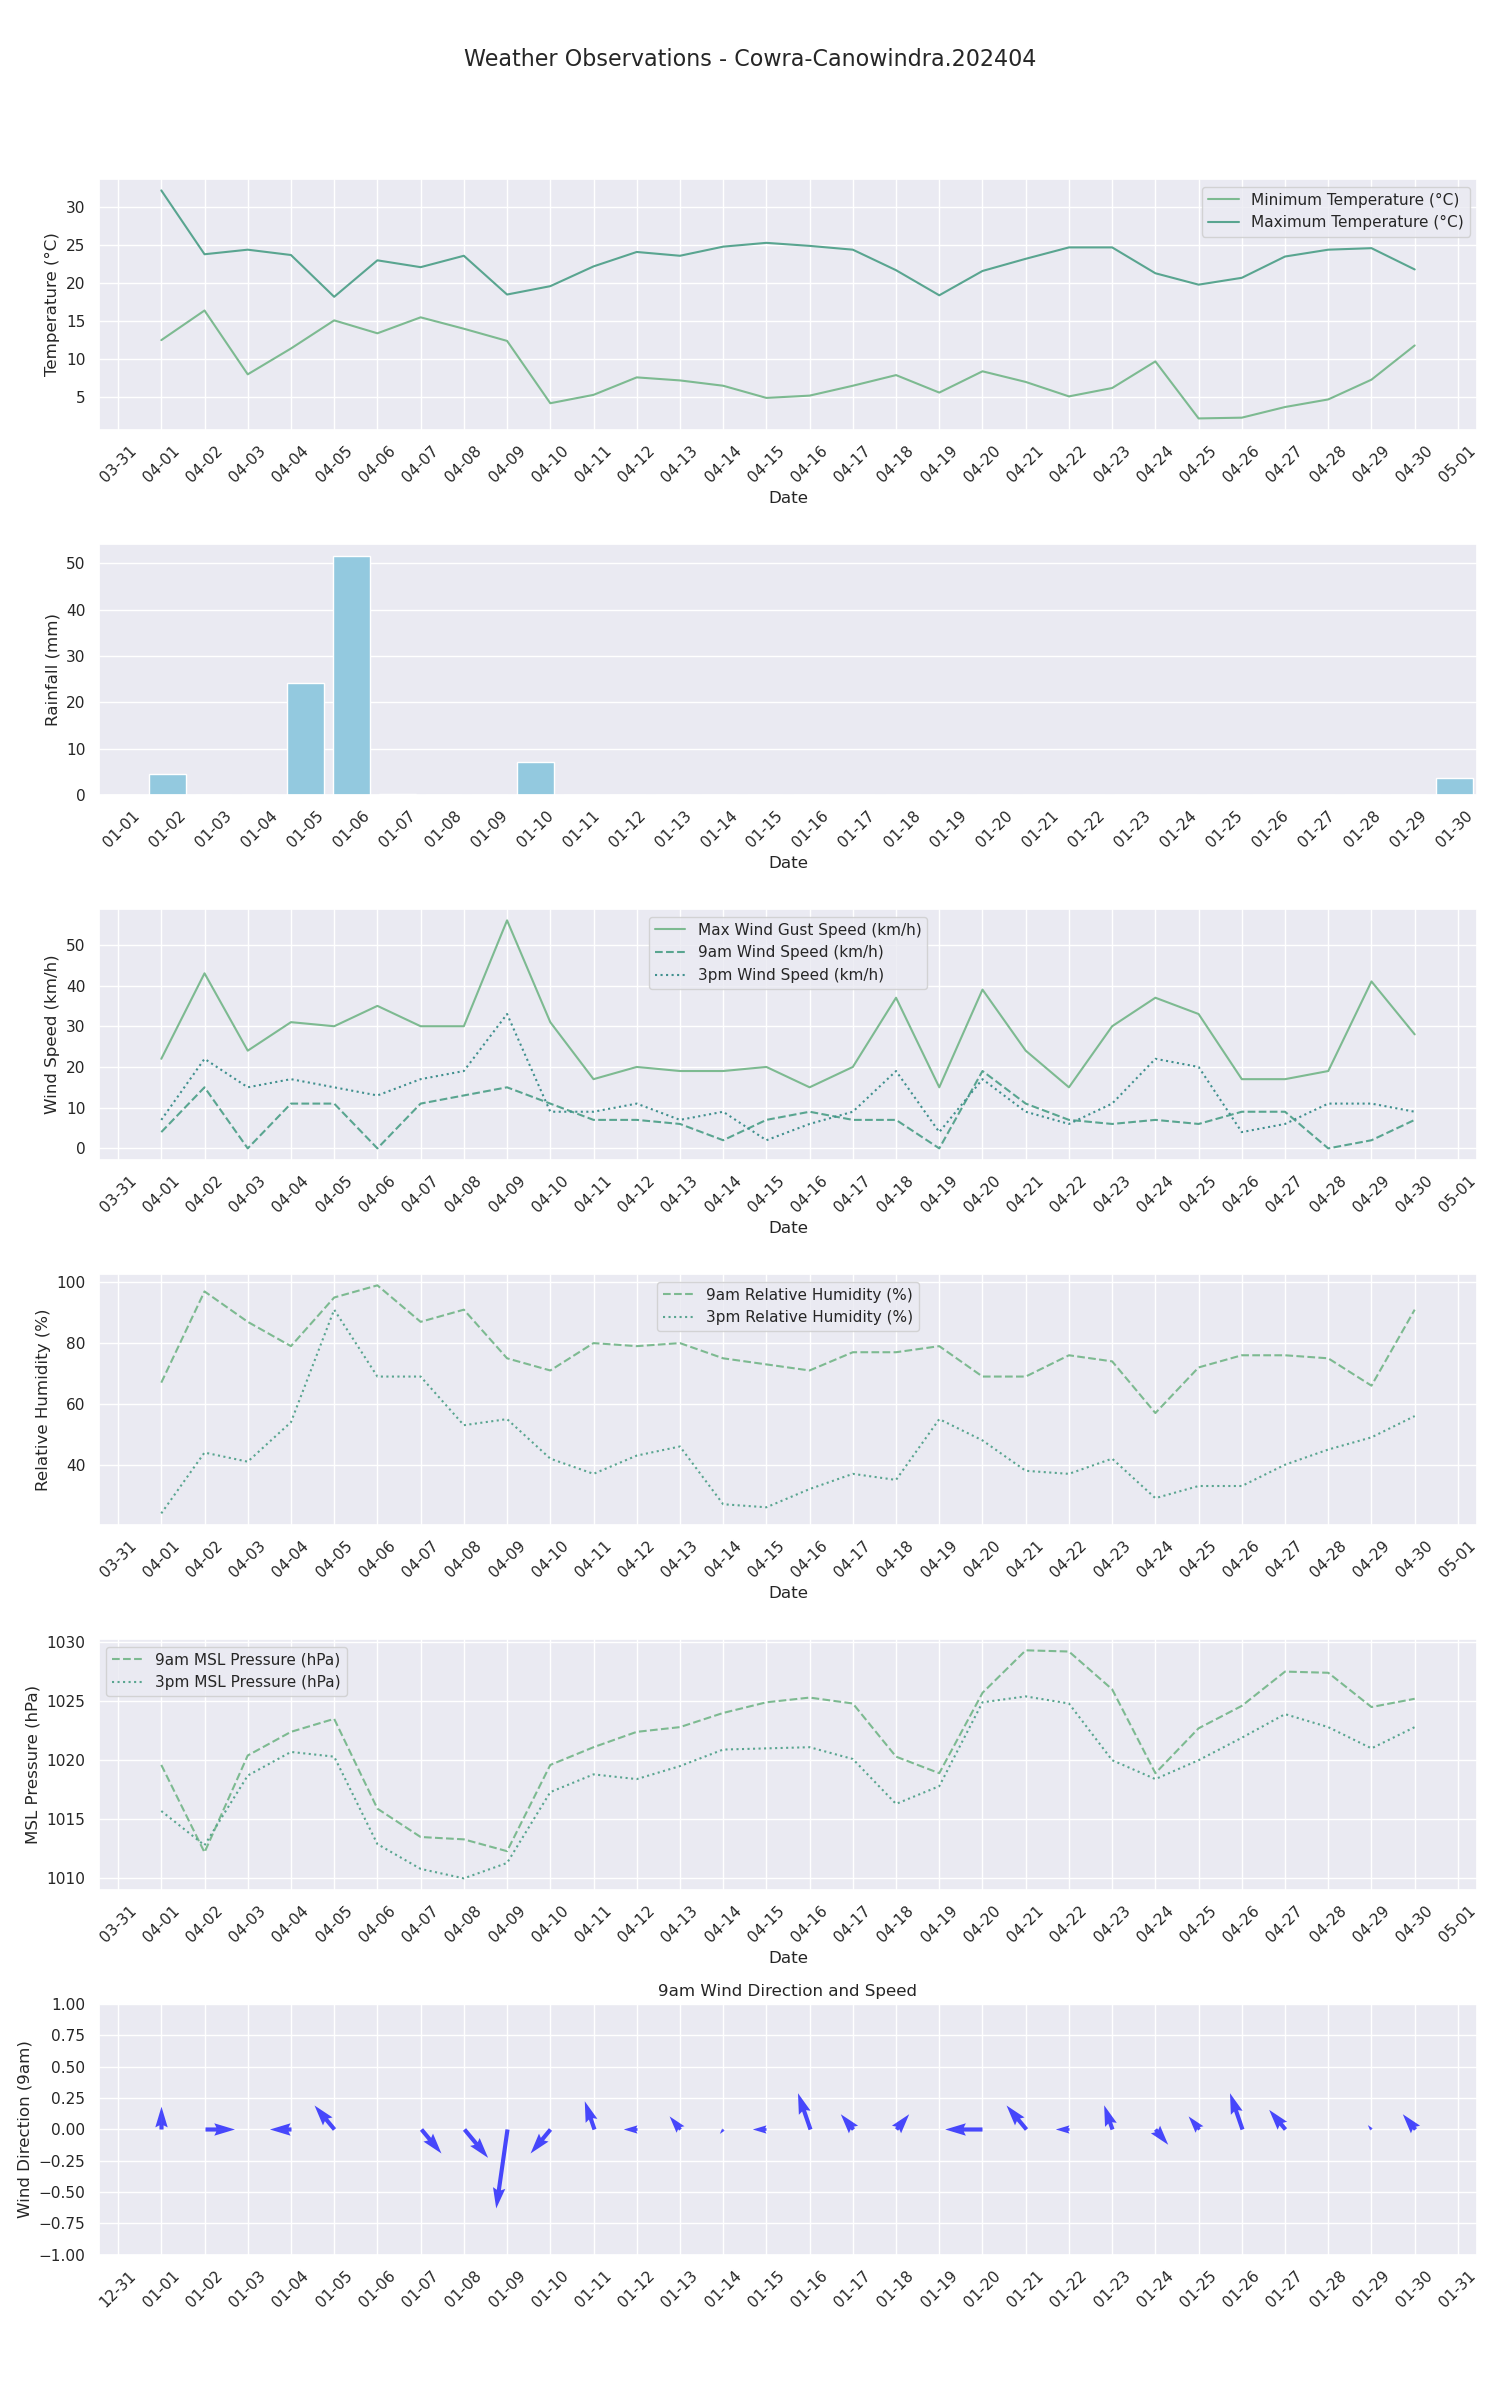 Weather Observations - Cowra-Canowindra.202404
Temperature (°C)
30
25
20
15
10
5
Minimum Temperature (°C)
Maximum Temperature (°C)
03-31 04-01 04-02 04-03 04-04 04-05 04-06 04-07 04-08 04-09 04-10 04-11 04-12 04-13 04-14 04-15 04-16 04-17 04-18 04-19 04-20 04-21 04-22 04-23 04-24 04-25 04-26 04-27 04-28 04-29 04-30 05-01
Date
Rainfall (mm)
50
40
30
20
10
0
01-01 01-02 01-03 01-04 01-05 01-06 01-07 01-08 01-09 01-10 01-11 01-12 01-13 01-14 01-15 01-16 01-17 01-18 01-19 01-20 01-21 01-22 01-23 01-24 01-25 01-26 01-27 01-28 01-29 01-30
Date
Wind Speed (km/h)
50
40
30
20
10
0
Max Wind Gust Speed (km/h)
9am Wind Speed (km/h)
3pm Wind Speed (km/h)
03-31 04-01 04-02 04-03 04-04 04-05 04-06 04-07 04-08 04-09 04-10 04-11 04-12 04-13 04-14 04-15 04-16 04-17 04-18 04-19 04-20 04-21 04-22 04-23 04-24 04-25 04-26 04-27 04-28 04-29 04-30 05-01
Date
Relative Humidity (%)
100
80
60
40
9am Relative Humidity (%)
3pm Relative Humidity (%)
03-31 04-01 04-02 04-03 04-04 04-05 04-06 04-07 04-08 04-09 04-10 04-11 04-12 04-13 04-14 04-15 04-16 04-17 04-18 04-19 04-20 04-21 04-22 04-23 04-24 04-25 04-26 04-27 04-28 04-29 04-30 05-01
Date
MSL Pressure (hPa)
1030
1025
1020
1015
1010
9am MSL Pressure (hPa)
3pm MSL Pressure (hPa)
03-31 04-01 04-02 04-03 04-04 04-05 04-06 04-07 04-08 04-09 04-10 04-11 04-12 04-13 04-14 04-15 04-16 04-17 04-18 04-19 04-20 04-21 04-22 04-23 04-24 04-25 04-26 04-27 04-28 04-29 04-30 05-01
Date
9am Wind Direction and Speed
Wind Direction (9am)
1.00
0.75
0.50
0.25
0.00
−0.25
−0.50
−0.75
−1.00
12-31 01-01 01-02 01-03 01-04 01-05 01-06 01-07 01-08 01-09 01-10 01-11 01-12 01-13 01-14 01-15 01-16 01-17 01-18 01-19 01-20 01-21 01-22 01-23 01-24 01-25 01-26 01-27 01-28 01-29 01-30 01-31